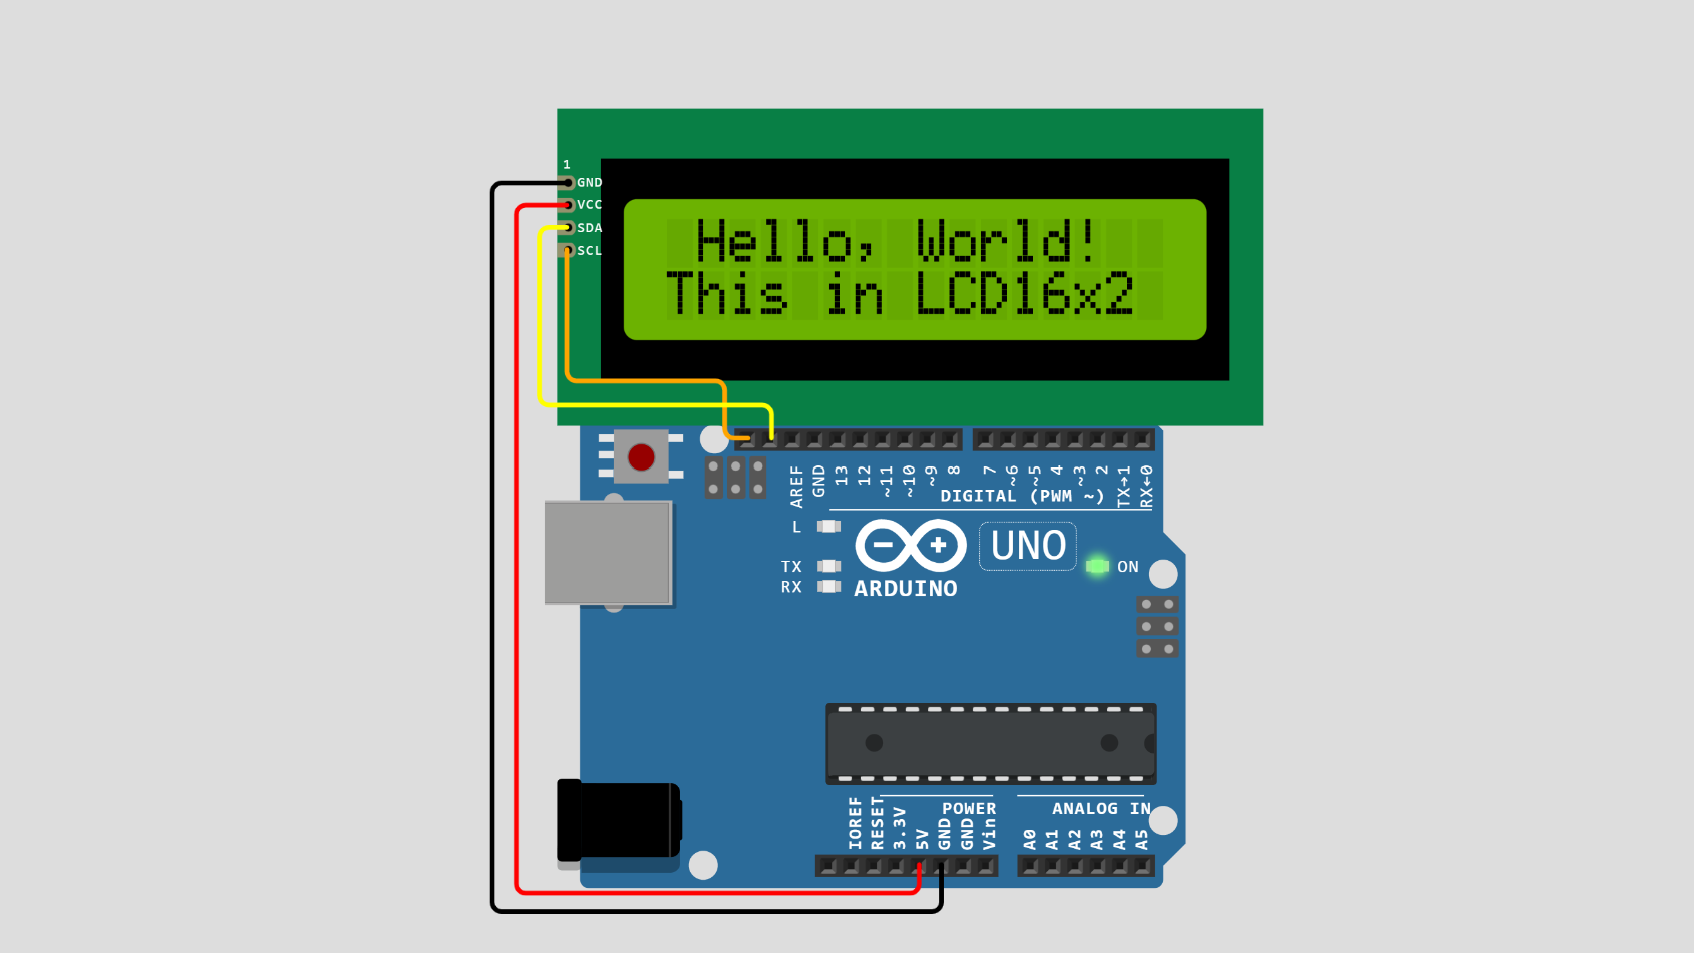 1
GND
VCC
SDA
SCL
Hello, World!
This in LCD16x2
AREF
GND
13
12
~11
~10
~9
8
7
~6
~5
4
~3
2
TX→1
RX←0
DIGITAL (PWM ~)
L
TX
RX
UNO
ON
ARDUINO
POWER
ANALOG IN
IOREF
RESET
3.3V
5V
GND
GND
Vin
A0
A1
A2
A3
A4
A5